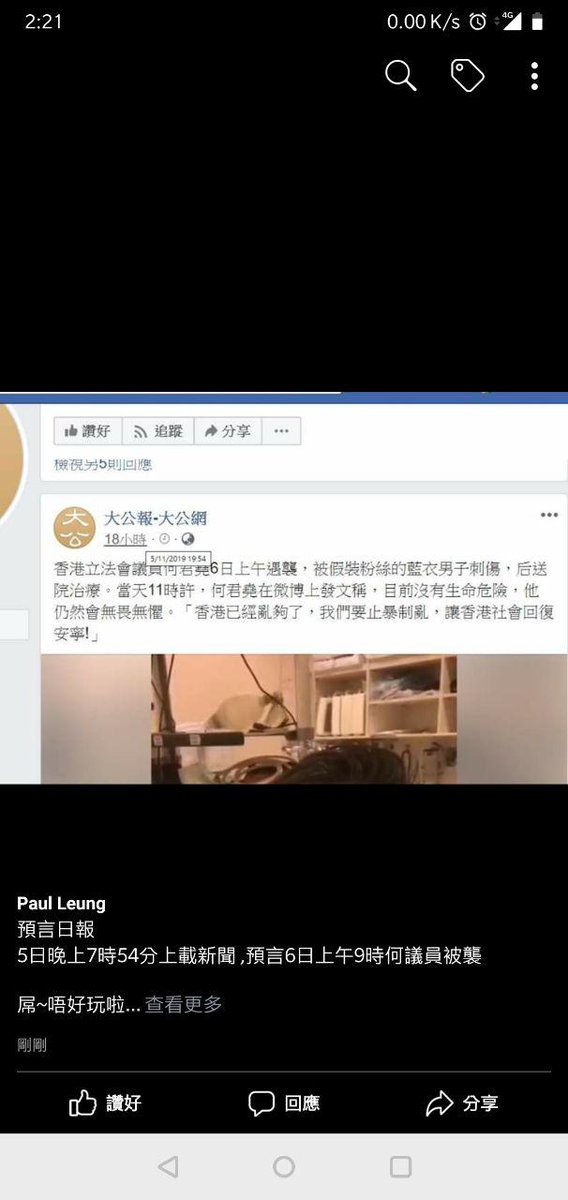 2:21
0.00 K/s 4G
讚好 追蹤 分享 ...
檢視另5則回應
大公
大公報-大公網
18小時
5/11/2019 19:54
香港立法會議員何君堯6日上午遇襲，被假裝粉絲的藍衣男子刺傷，后送
院治療。當天11時許，何君堯在微博上發文稱，目前沒有生命危險，他
仍然會無畏無懼。「香港已經亂夠了，我們要止暴制亂，讓香港社會回復
安寧!」
Paul Leung
預言日報
5日晚上7時54分上載新聞 ,預言6日上午9時何議員被襲
屌~唔好玩啦... 查看更多
剛剛
讚好 回應 分享